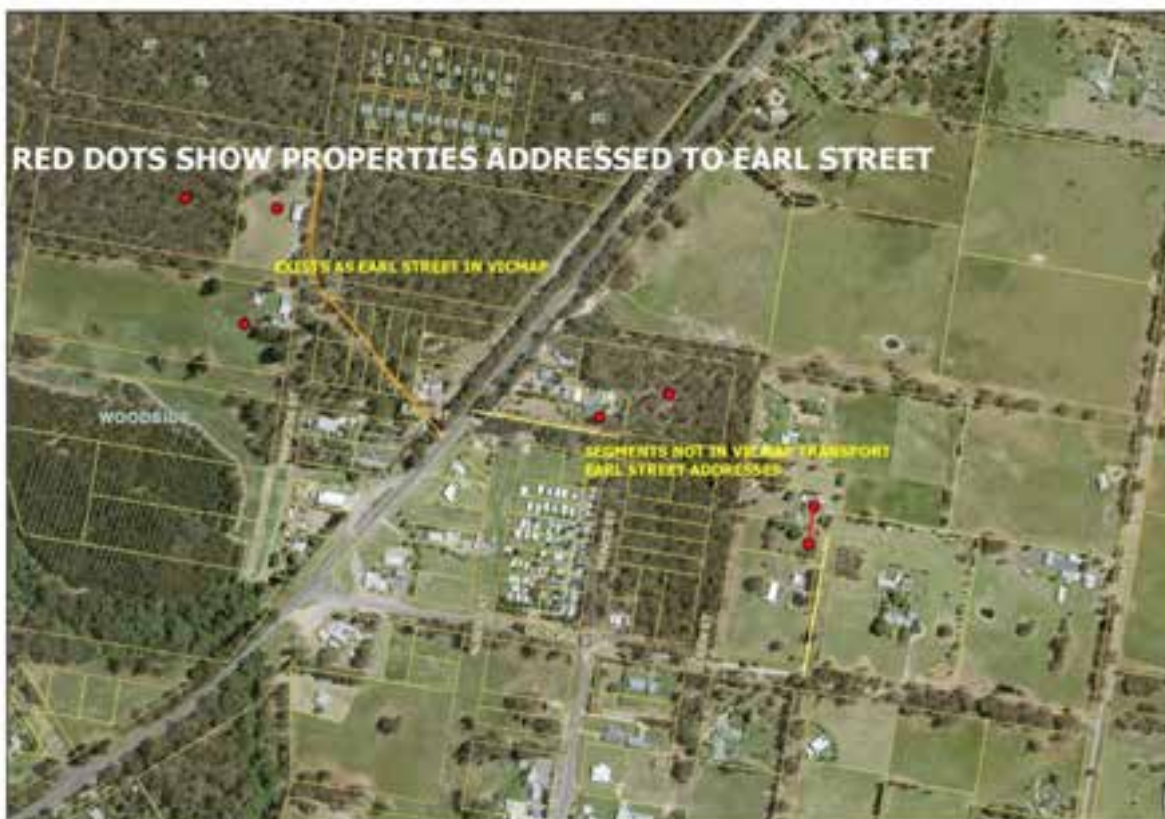 RED DOTS SHOW PROPERTIES ADDRESSED TO EARL STREET
EXISTS AS EARL STREET IN VICMAP
WOODSIDE
SEGMENTS NOT IN VICMAP TRANSPORT
EARL STREET ADDRESSES